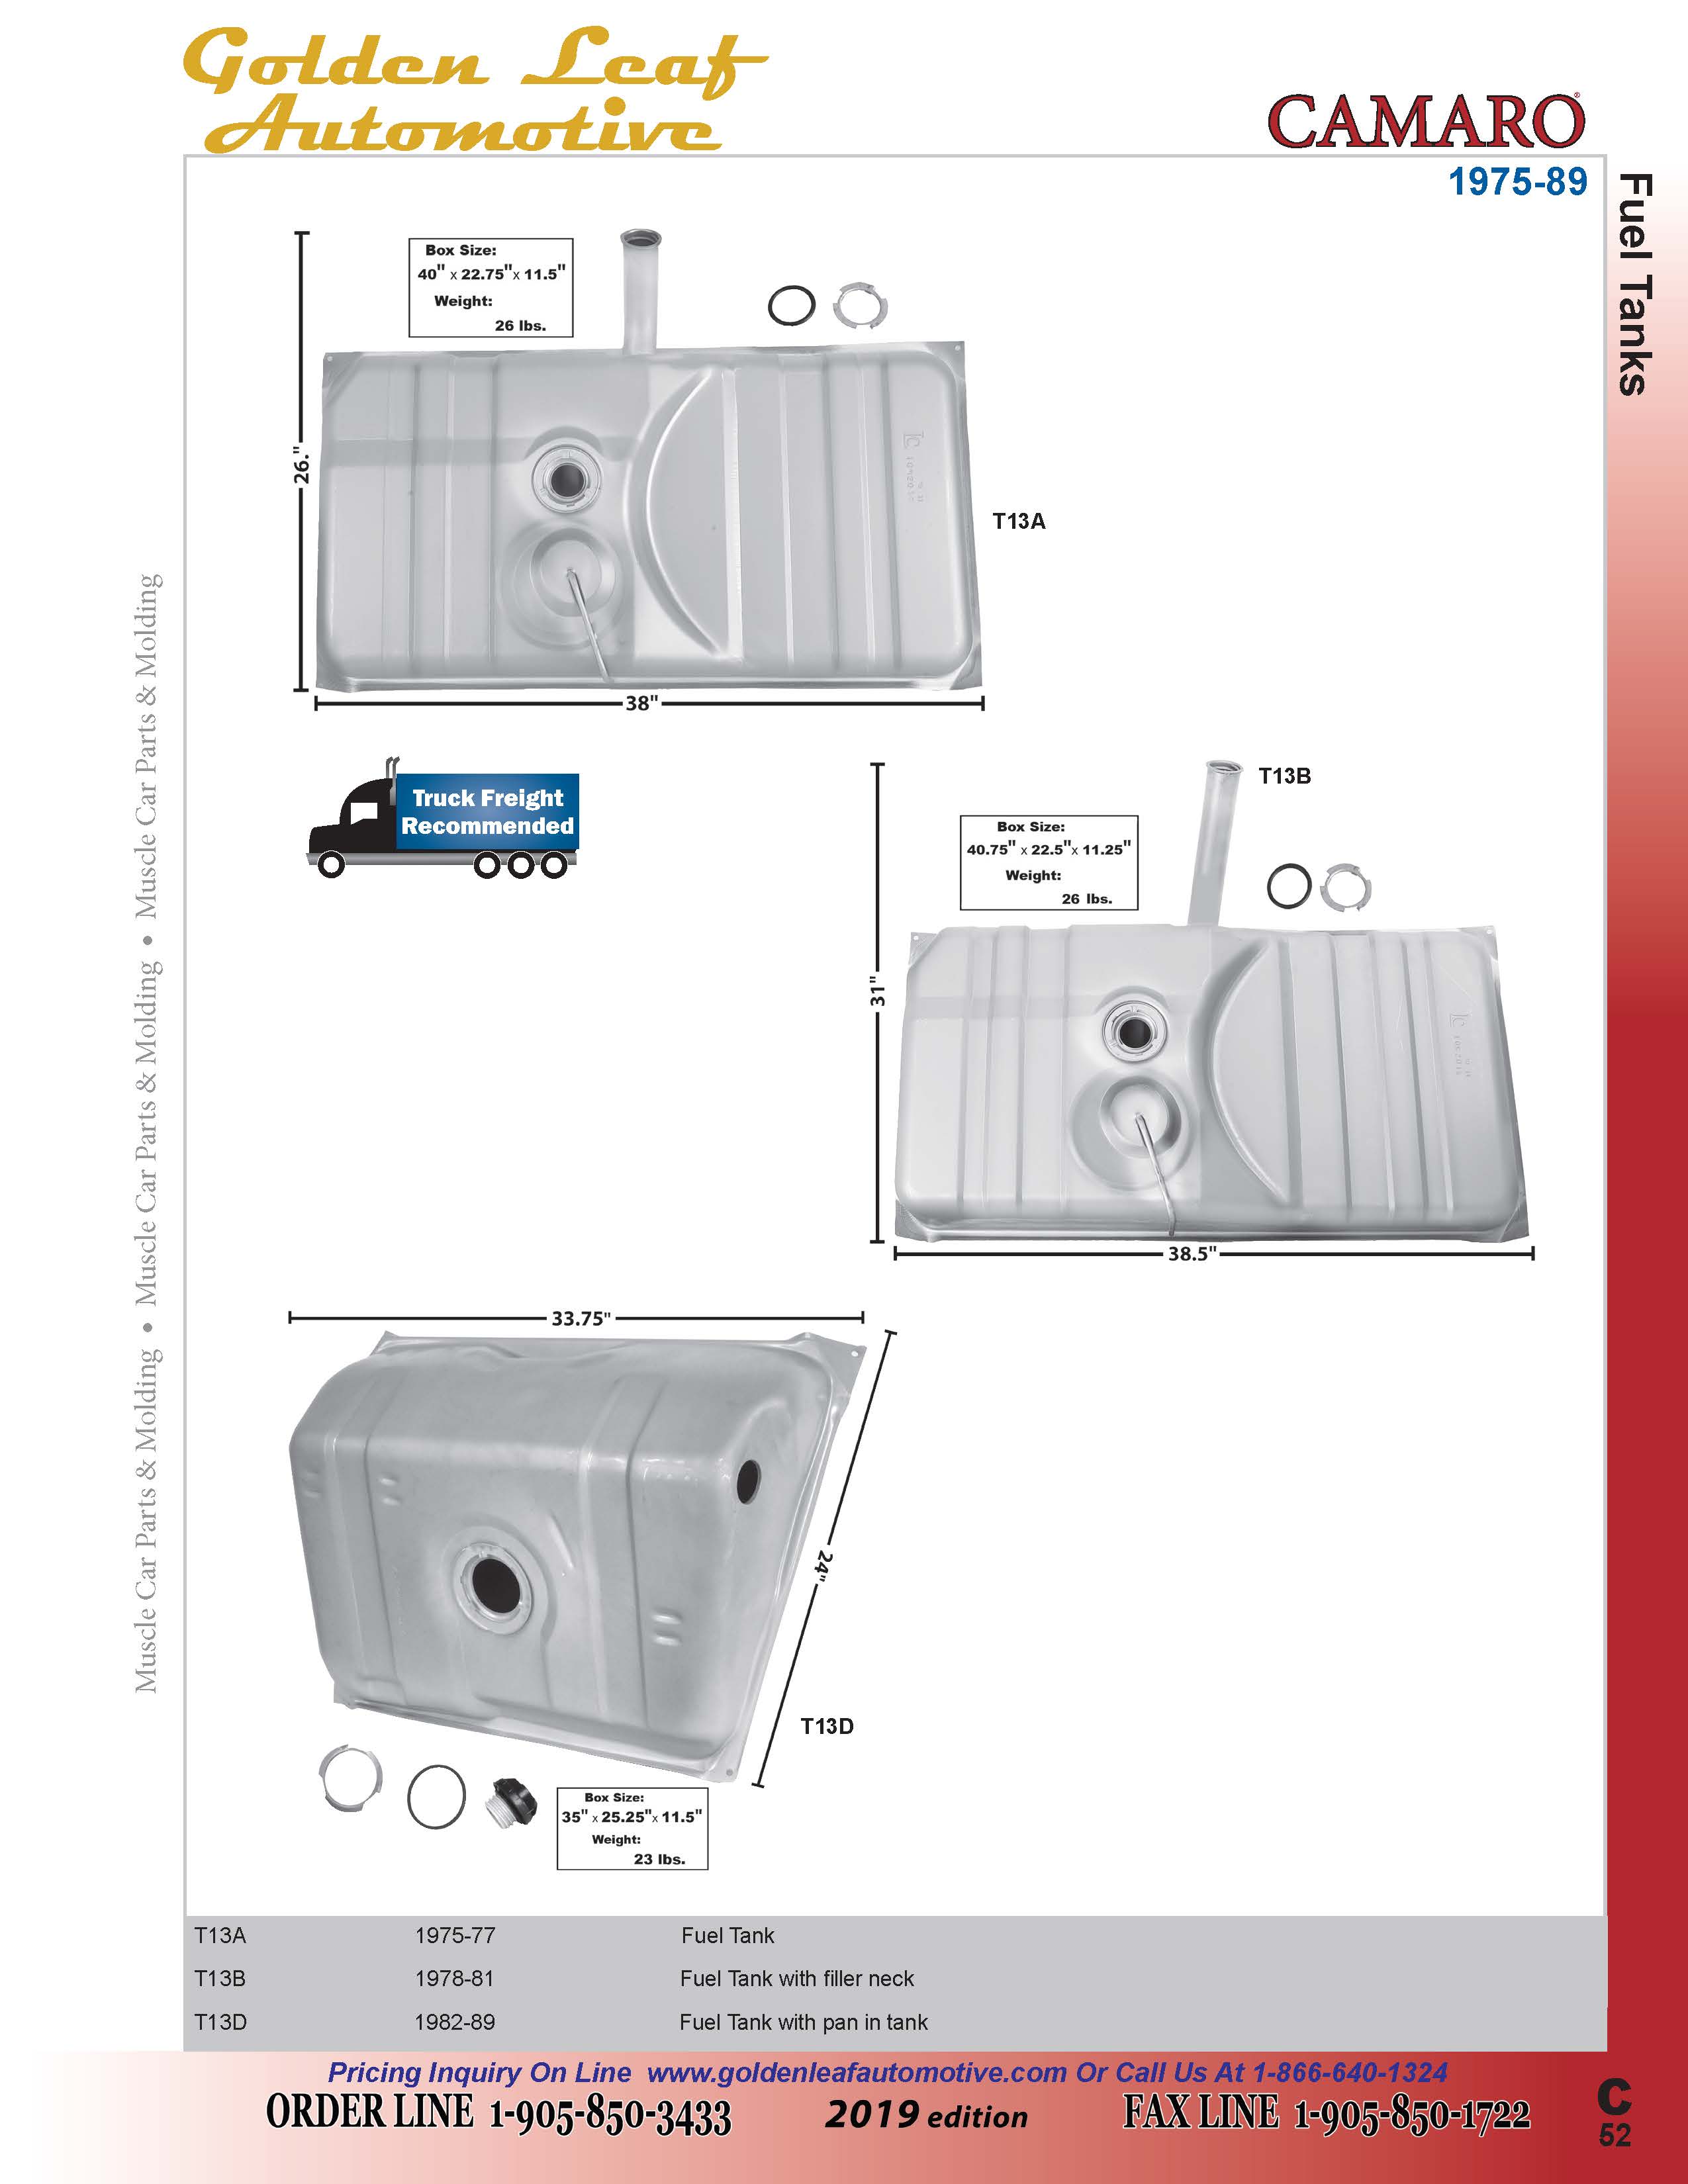 Golden Leaf
Automotive
CAMARO®
1975-89
Fuel Tanks
Box Size:
40" x 22.75"x 11.5"
Weight:
26 lbs.
26."
T13A
38"
Truck Freight
Recommended
T13B
Box Size:
40.75" x 22.5"x 11.25"
Weight:
26 lbs.
31"
38.5"
33.75"
24"
T13D
Box Size:
35" x 25.25"x 11.5"
Weight:
23 lbs.
Muscle Car Parts & Molding • Muscle Car Parts & Molding • Muscle Car Parts & Molding
T13A 1975-77 Fuel Tank
T13B 1978-81 Fuel Tank with filler neck
T13D 1982-89 Fuel Tank with pan in tank
Pricing Inquiry On Line www.goldenleafautomotive.com Or Call Us At 1-866-640-1324
ORDER LINE 1-905-850-3433 2019 edition FAX LINE 1-905-850-1722
C
52